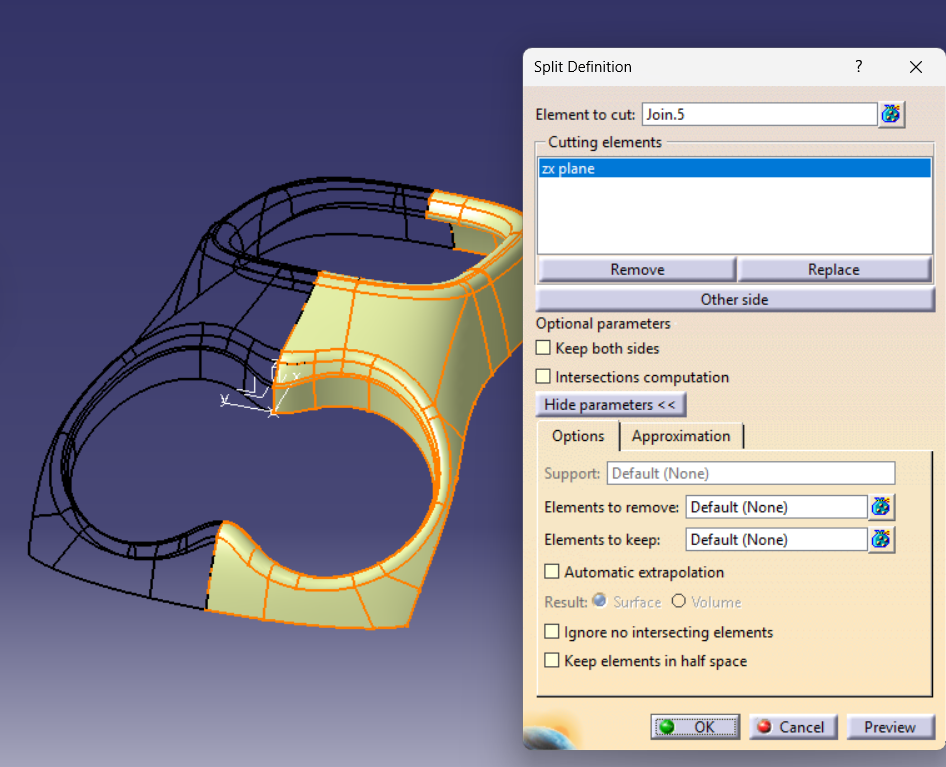 Split Definition
?
Element to cut: Join.5
Cutting elements
zx plane
Remove Replace
Other side
Optional parameters
Keep both sides
Intersections computation
Hide parameters <<
Options Approximation
Support: Default (None)
Elements to remove: Default (None)
Elements to keep: Default (None)
Automatic extrapolation
Result: Surface Volume
Ignore no intersecting elements
Keep elements in half space
OK Cancel Preview
z
x
y